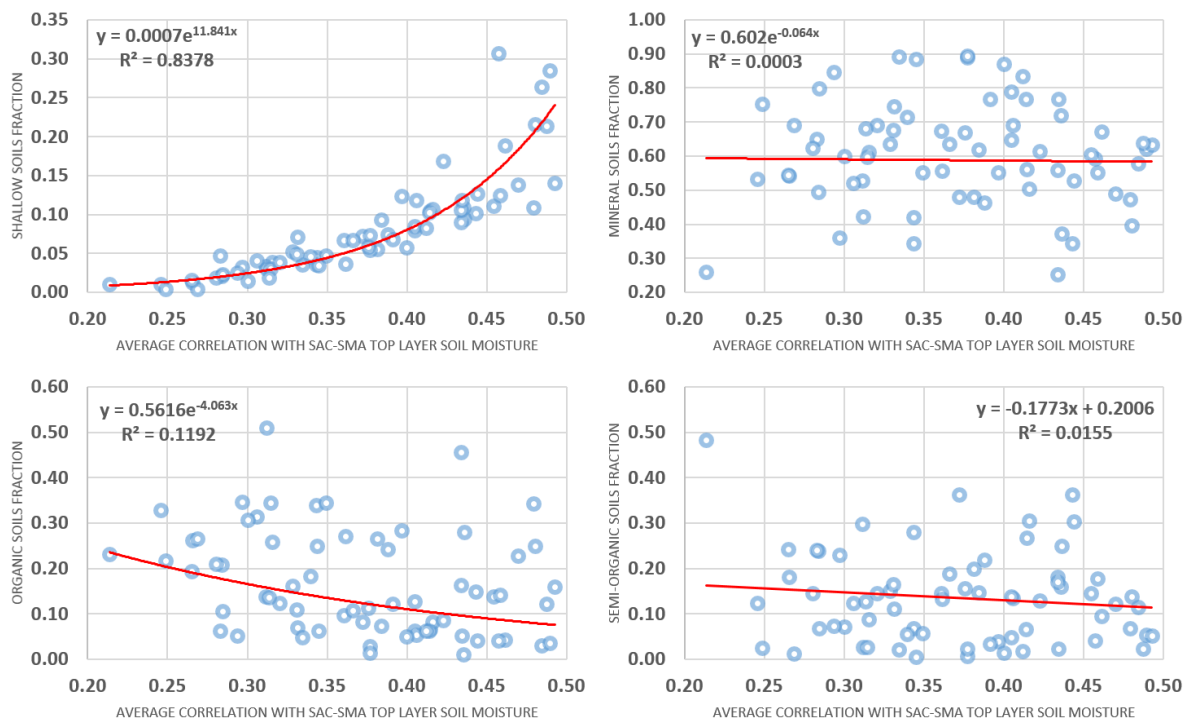 0.35
y = 0.0007e^11.841x
R² = 0.8378
0.30
0.25
0.20
0.15
0.10
0.05
0.00
SHALLOW SOILS FRACTION
0.20 0.25 0.30 0.35 0.40 0.45 0.50
AVERAGE CORRELATION WITH SAC-SMA TOP LAYER SOIL MOISTURE
1.00
y = 0.602e^-0.064x
R² = 0.0003
0.90
0.80
0.70
0.60
0.50
0.40
0.30
0.20
MINERAL SOILS FRACTION
0.20 0.25 0.30 0.35 0.40 0.45 0.50
AVERAGE CORRELATION WITH SAC-SMA TOP LAYER SOIL MOISTURE
0.60
y = 0.5616e^-4.063x
R² = 0.1192
0.50
0.40
0.30
0.20
0.10
0.00
ORGANIC SOILS FRACTION
0.20 0.25 0.30 0.35 0.40 0.45 0.50
AVERAGE CORRELATION WITH SAC-SMA TOP LAYER SOIL MOISTURE
0.60
y = -0.1773x + 0.2006
R² = 0.0155
0.50
0.40
0.30
0.20
0.10
0.00
SEMI-ORGANIC SOILS FRACTION
0.20 0.25 0.30 0.35 0.40 0.45 0.50
AVERAGE CORRELATION WITH SAC-SMA TOP LAYER SOIL MOISTURE